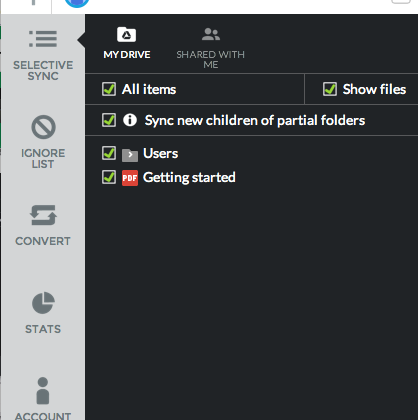 SELECTIVE
SYNC
IGNORE
LIST
CONVERT
STATS
ACCOUNT
MY DRIVE
SHARED WITH
ME
All items
Show files
Sync new children of partial folders
Users
PDF Getting started